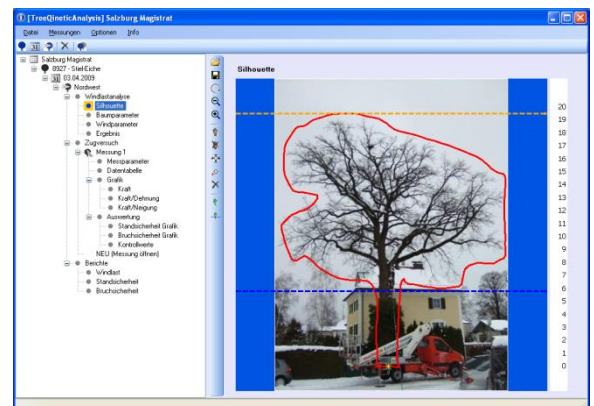 [TreeQineticAnalysis] Salzburg Magistrat
Datei Messungen Optionen Info
Salzburg Magistrat
8927 - Stiel-Eiche
03.04.2009
Nordwest
Windlastanalyse
Silhouette
Baumparameter
Windparameter
Ergebnis
Zugversuch
Messung 1
Messparameter
Datentabelle
Grafik
Kraft
Kraft/Dehnung
Kraft/Neigung
Auswertung
Standsicherheit Grafik
Bruchsicherheit Grafik
Kontrollwerte
NEU (Messung öffnen)
Berichte
Windlast
Standsicherheit
Bruchsicherheit
Silhouette
20
19
18
17
16
15
14
13
12
11
10
9
8
7
6
5
4
3
2
1
0